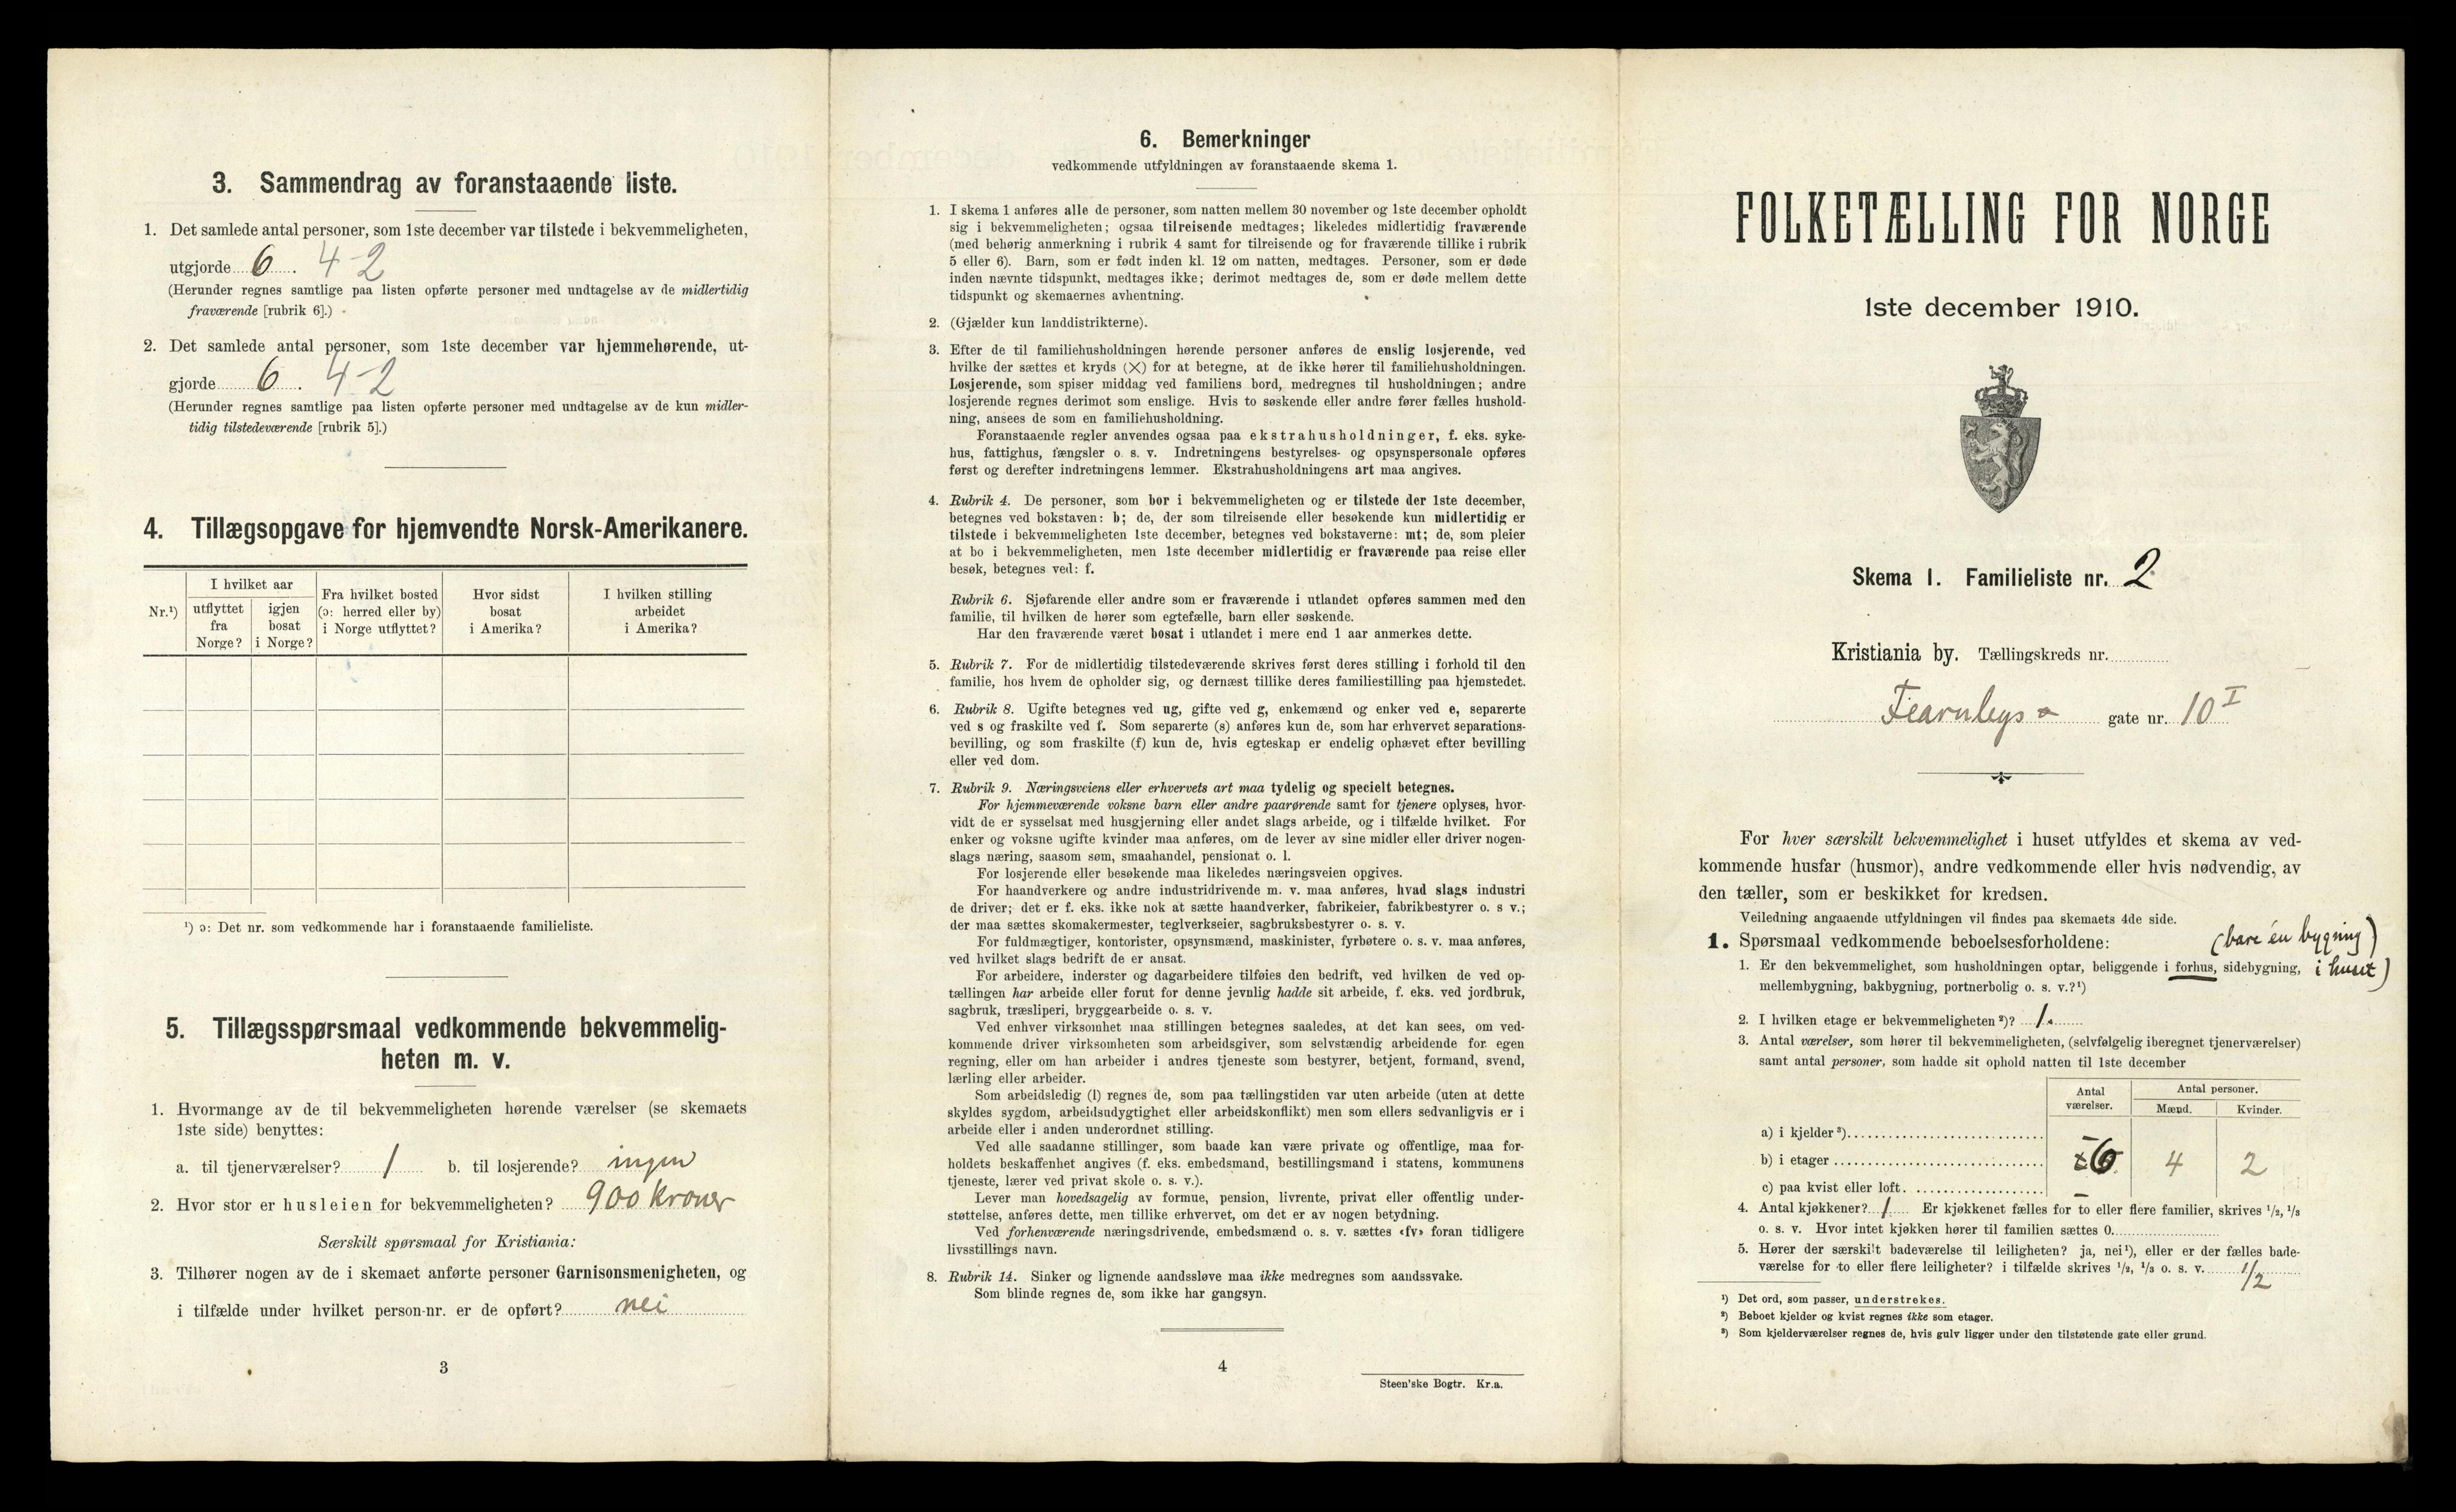 3. Sammendrag av foranstaaende liste.
1. Det samlede antal personer, som 1ste december var tilstede i bekvemmeligheten,
utgjorde 6. 4-2
(Herunder regnes samtlige paa listen opførte personer med undtagelse av de midlertidig
fraværende [rubrik 6].)
2. Det samlede antal personer, som 1ste december var hjemmehørende, ut-
gjorde 6. 4-2
(Herunder regnes samtlige paa listen opførte personer med undtagelse av de kun midler-
tidig tilstedeværende [rubrik 5].)
4. Tillægsopgave for hjemvendte Norsk-Amerikanere.
Nr.¹)
I hvilket aar
utflyttet fra Norge?
igjen bosat i Norge?
Fra hvilket bosted (ɔ: herred eller by) i Norge utflyttet?
Hvor sidst bosat i Amerika?
I hvilken stilling arbeidet i Amerika?
¹) ɔ: Det nr. som vedkommende har i foranstaaende familieliste.
5. Tillægsspørsmaal vedkommende bekvemmelig-
heten m. v.
1. Hvormange av de til bekvemmeligheten hørende værelser (se skemaets
1ste side) benyttes:
a. til tjenerværelser? 1 b. til losjerende? ingen
2. Hvor stor er husleien for bekvemmeligheten? 900 kroner
Særskilt spørsmaal for Kristiania:
3. Tilhører nogen av de i skemaet anførte personer Garnisonsmenigheten, og
i tilfælde under hvilket person-nr. er de opført? nei
3
6. Bemerkninger
vedkommende utfyldningen av foranstaaende skema 1.
1. I skema 1 anføres alle de personer, som natten mellem 30 november og 1ste december opholdt
sig i bekvemmeligheten; ogsaa tilreisende medtages; likeledes midlertidig fraværende
(med behørig anmerkning i rubrik 4 samt for tilreisende og for fraværende tillike i rubrik
5 eller 6). Barn, som er født inden kl. 12 om natten, medtages. Personer, som er døde
inden nævnte tidspunkt, medtages ikke; derimot medtages de, som er døde mellem dette
tidspunkt og skemaernes avhentning.
2. (Gjælder kun landdistrikterne).
3. Efter de til familiehusholdningen hørende personer anføres de enslig losjerende, ved
hvilke der sættes et kryds (×) for at betegne, at de ikke hører til familiehusholdningen.
Losjerende, som spiser middag ved familiens bord, medregnes til husholdningen; andre
losjerende regnes derimot som enslige. Hvis to søskende eller andre fører fælles hushold-
ning, ansees de som en familiehusholdning.
Foranstaaende regler anvendes ogsaa paa ekstrahusholdninger, f. eks. syke-
hus, fattighus, fængsler o. s. v. Indretningens bestyrelses- og opsynspersonale opføres
først og derefter indretningens lemmer. Ekstrahusholdningens art maa angives.
4. Rubrik 4. De personer, som bor i bekvemmeligheten og er tilstede der 1ste december,
betegnes ved bokstaven: b; de, der som tilreisende eller besøkende kun midlertidig er
tilstede i bekvemmeligheten 1ste december, betegnes ved bokstaverne: mt; de, som pleier
at bo i bekvemmeligheten, men 1ste december midlertidig er fraværende paa reise eller
besøk, betegnes ved: f.
Rubrik 6. Sjøfarende eller andre som er fraværende i utlandet opføres sammen med den
familie, til hvilken de hører som egtefælle, barn eller søskende.
Har den fraværende været bosat i utlandet i mere end 1 aar anmerkes dette.
5. Rubrik 7. For de midlertidig tilstedeværende skrives først deres stilling i forhold til den
familie, hos hvem de opholder sig, og dernæst tillike deres familiestilling paa hjemstedet.
6. Rubrik 8. Ugifte betegnes ved ug, gifte ved g, enkemænd og enker ved e, separerte
ved s og fraskilte ved f. Som separerte (s) anføres kun de, som har erhvervet separations-
bevilling, og som fraskilte (f) kun de, hvis egteskap er endelig ophævet efter bevilling
eller ved dom.
7. Rubrik 9. Næringsveiens eller erhvervets art maa tydelig og specielt betegnes.
For hjemmeværende voksne barn eller andre paarørende samt for tjenere oplyses, hvor-
vidt de er sysselsat med husgjerning eller andet slags arbeide, og i tilfælde hvilket. For
enker og voksne ugifte kvinder maa anføres, om de lever av sine midler eller driver nogen-
slags næring, saasom søm, smaahandel, pensionat o. l.
For losjerende eller besøkende maa likeledes næringsveien opgives.
For haandverkere og andre industridrivende m. v. maa anføres, hvad slags industri
de driver; det er f. eks. ikke nok at sætte haandverker, fabrikeier, fabrikbestyrer o. s v.;
der maa sættes skomakermester, teglverkseier, sagbruksbestyrer o. s. v.
For fuldmægtiger, kontorister, opsynsmænd, maskinister, fyrbøtere o. s. v. maa anføres,
ved hvilket slags bedrift de er ansat.
For arbeidere, inderster og dagarbeidere tilføies den bedrift, ved hvilken de ved op-
tællingen har arbeide eller forut for denne jevnlig hadde sit arbeide, f. eks. ved jordbruk,
sagbruk, træsliperi, bryggearbeide o. s. v.
Ved enhver virksomhet maa stillingen betegnes saaledes, at det kan sees, om ved-
kommende driver virksomheten som arbeidsgiver, som selvstændig arbeidende for egen
regning, eller om han arbeider i andres tjeneste som bestyrer, betjent, formand, svend,
lærling eller arbeider.
Som arbeidsledig (l) regnes de, som paa tællingstiden var uten arbeide (uten at dette
skyldes sygdom, arbeidsudygtighet eller arbeidskonflikt) men som ellers sedvanligvis er i
arbeide eller i anden underordnet stilling.
Ved alle saadanne stillinger, som baade kan være private og offentlige, maa for-
holdets beskaffenhet angives (f. eks. embedsmand, bestillingsmand i statens, kommunens
tjeneste, lærer ved privat skole o. s. v.).
Lever man hovedsagelig av formue, pension, livrente, privat eller offentlig under-
støttelse, anføres dette, men tillike erhvervet, om det er av nogen betydning.
Ved forhenværende næringsdrivende, embedsmænd o. s. v. sættes «fv» foran tidligere
livsstillings navn.
8. Rubrik 14. Sinker og lignende aandssløve maa ikke medregnes som aandssvake.
Som blinde regnes de, som ikke har gangsyn.
4
Steen'ske Bogtr. Kr.a.
FOLKETÆLLING FOR NORGE
1ste december 1910.
Skema I. Familieliste nr. 2
Kristiania by. Tællingskreds nr.
Fearnleys gate nr. 10 I
For hver særskilt bekvemmelighet i huset utfyldes et skema av ved-
kommende husfar (husmor), andre vedkommende eller hvis nødvendig, av
den tæller, som er beskikket for kredsen.
Veiledning angaaende utfyldningen vil findes paa skemaets 4de side.
1. Spørsmaal vedkommende beboelsesforholdene: (bare én bygning
1. Er den bekvemmelighet, som husholdningen optar, beliggende i forhus, sidebygning, i huset)
mellembygning, bakbygning, portnerbolig o. s. v.?¹)
2. I hvilken etage er bekvemmeligheten²)? 1.
3. Antal værelser, som hører til bekvemmeligheten, (selvfølgelig iberegnet tjenerværelser)
samt antal personer, som hadde sit ophold natten til 1ste december
Antal værelser.
Antal personer.
Mænd. Kvinder.
a) i kjelder³) –
b) i etager 6 4 2
c) paa kvist eller loft. –
4. Antal kjøkkener? 1 Er kjøkkenet fælles for to eller flere familier, skrives 1/2, 1/3
o. s. v. Hvor intet kjøkken hører til familien sættes 0.
5. Hører der særskilt badeværelse til leiligheten? ja, nei¹), eller er der fælles bade-
værelse for to eller flere leiligheter? i tilfælde skrives 1/2, 1/3 o. s. v. 1/2
¹) Det ord, som passer, understrekes.
²) Beboet kjelder og kvist regnes ikke som etager.
³) Som kjelderværelser regnes de, hvis gulv ligger under den tilstøtende gate eller grund.